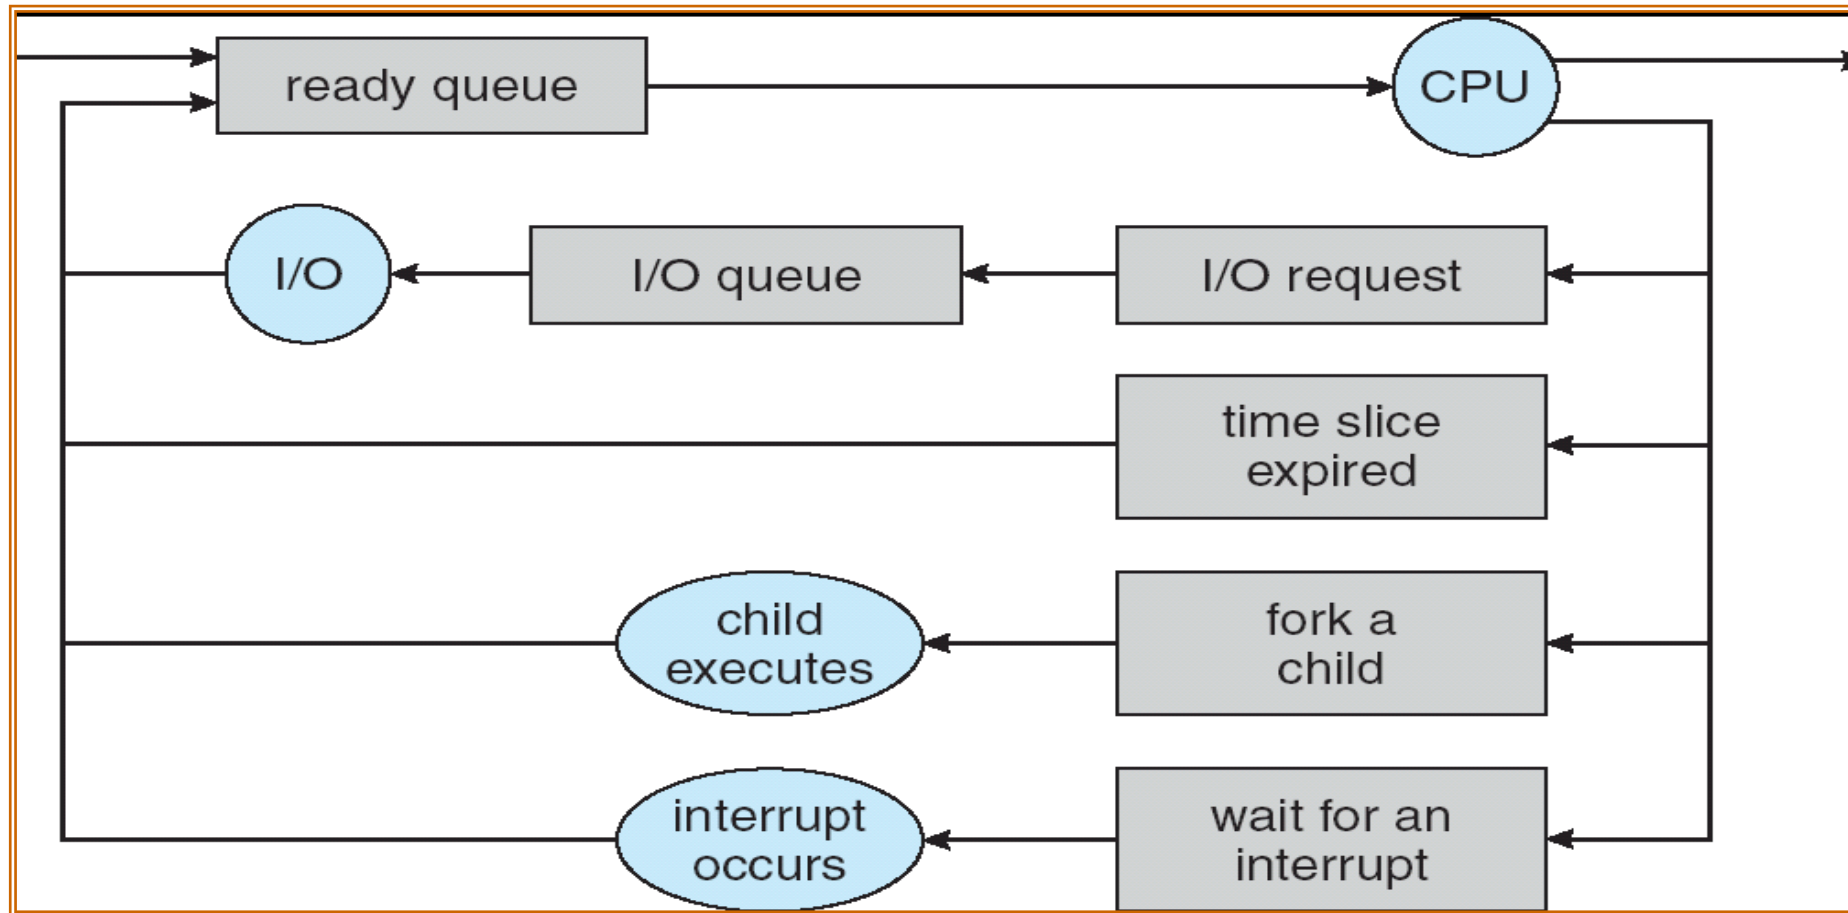 ready queue
CPU
I/O
I/O queue
I/O request
time slice
expired
child
executes
fork a
child
interrupt
occurs
wait for an
interrupt